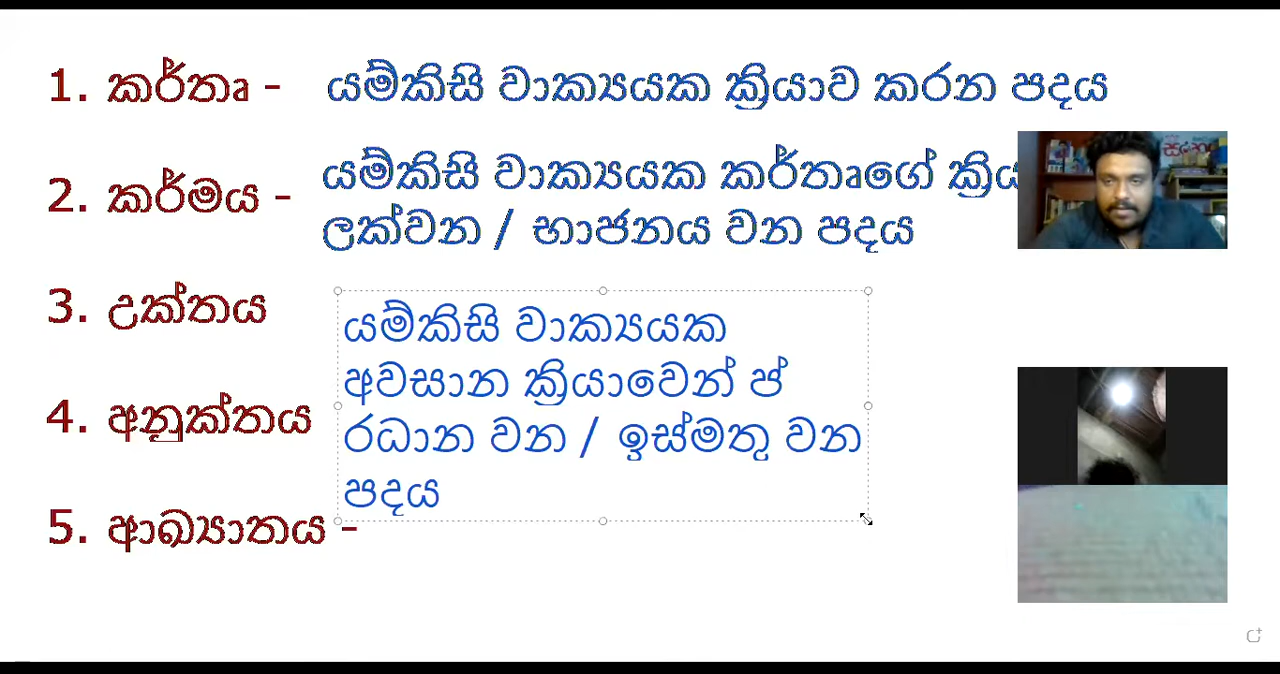 1. කර්තෘ - යම්කිසි වාක්‍යයක ක්‍රියාව කරන පදය
2. කර්මය - යම්කිසි වාක්‍යයක කර්තෘගේ
ලක්වන / භාජනය වන පදය
3. උක්තය
යම්කිසි වාක්‍යයක
අවසාන ක්‍රියාවෙන් ප්
රධාන වන / ඉස්මතු වන
පදය
4. අනුක්තය
5. ආඛ්‍යාතය -